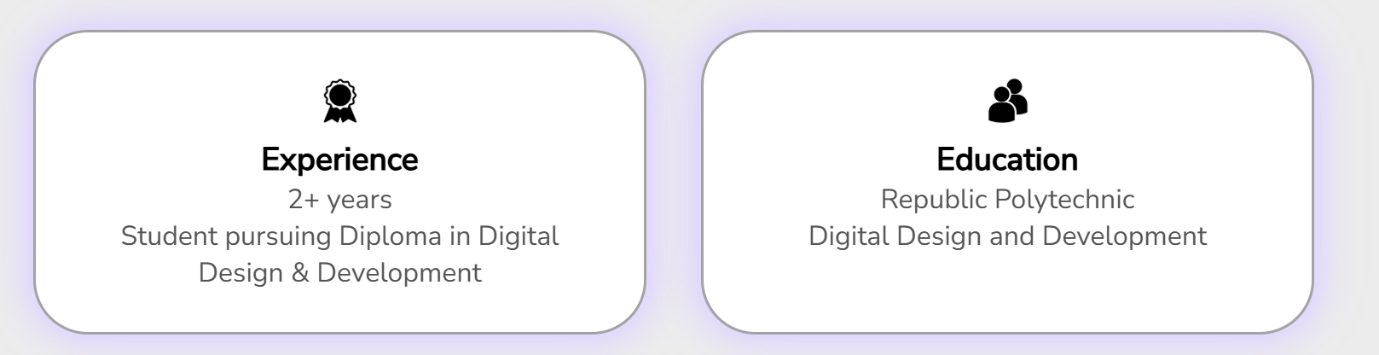 Experience
2+ years
Student pursuing Diploma in Digital
Design & Development
Education
Republic Polytechnic
Digital Design and Development